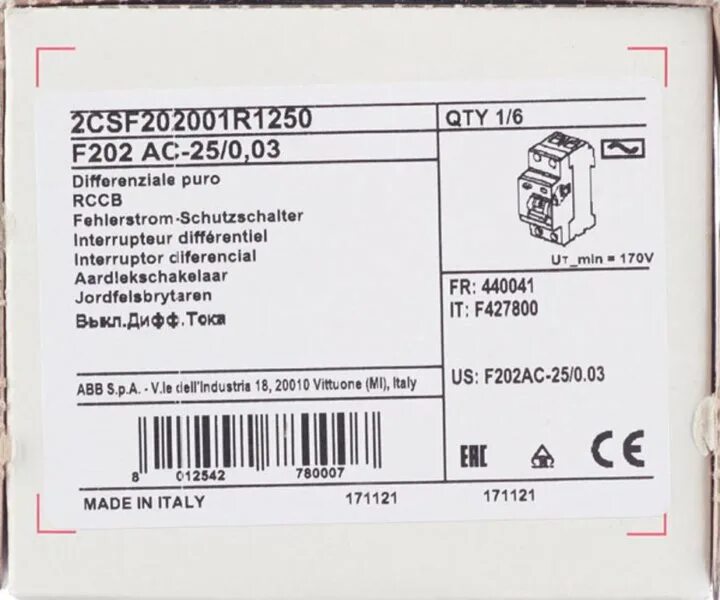 2CSF202001R1250
QTY 1/6
F202 AC-25/0,03
Differenziale puro
RCCB
Fehlerstrom-Schutzschalter
Interrupteur différentiel
Interruptor diferencial
Aardlekschakelaar
Jordfelsbrytaren
Выкл.Дифф.Тока
UT_min = 170V
FR: 440041
IT: F427800
US: F202AC-25/0.03
ABB S.p.A. - V.le dell'Industria 18, 20010 Vittuone (MI), Italy
8 012542 780007
EAC CE
MADE IN ITALY 171121 171121